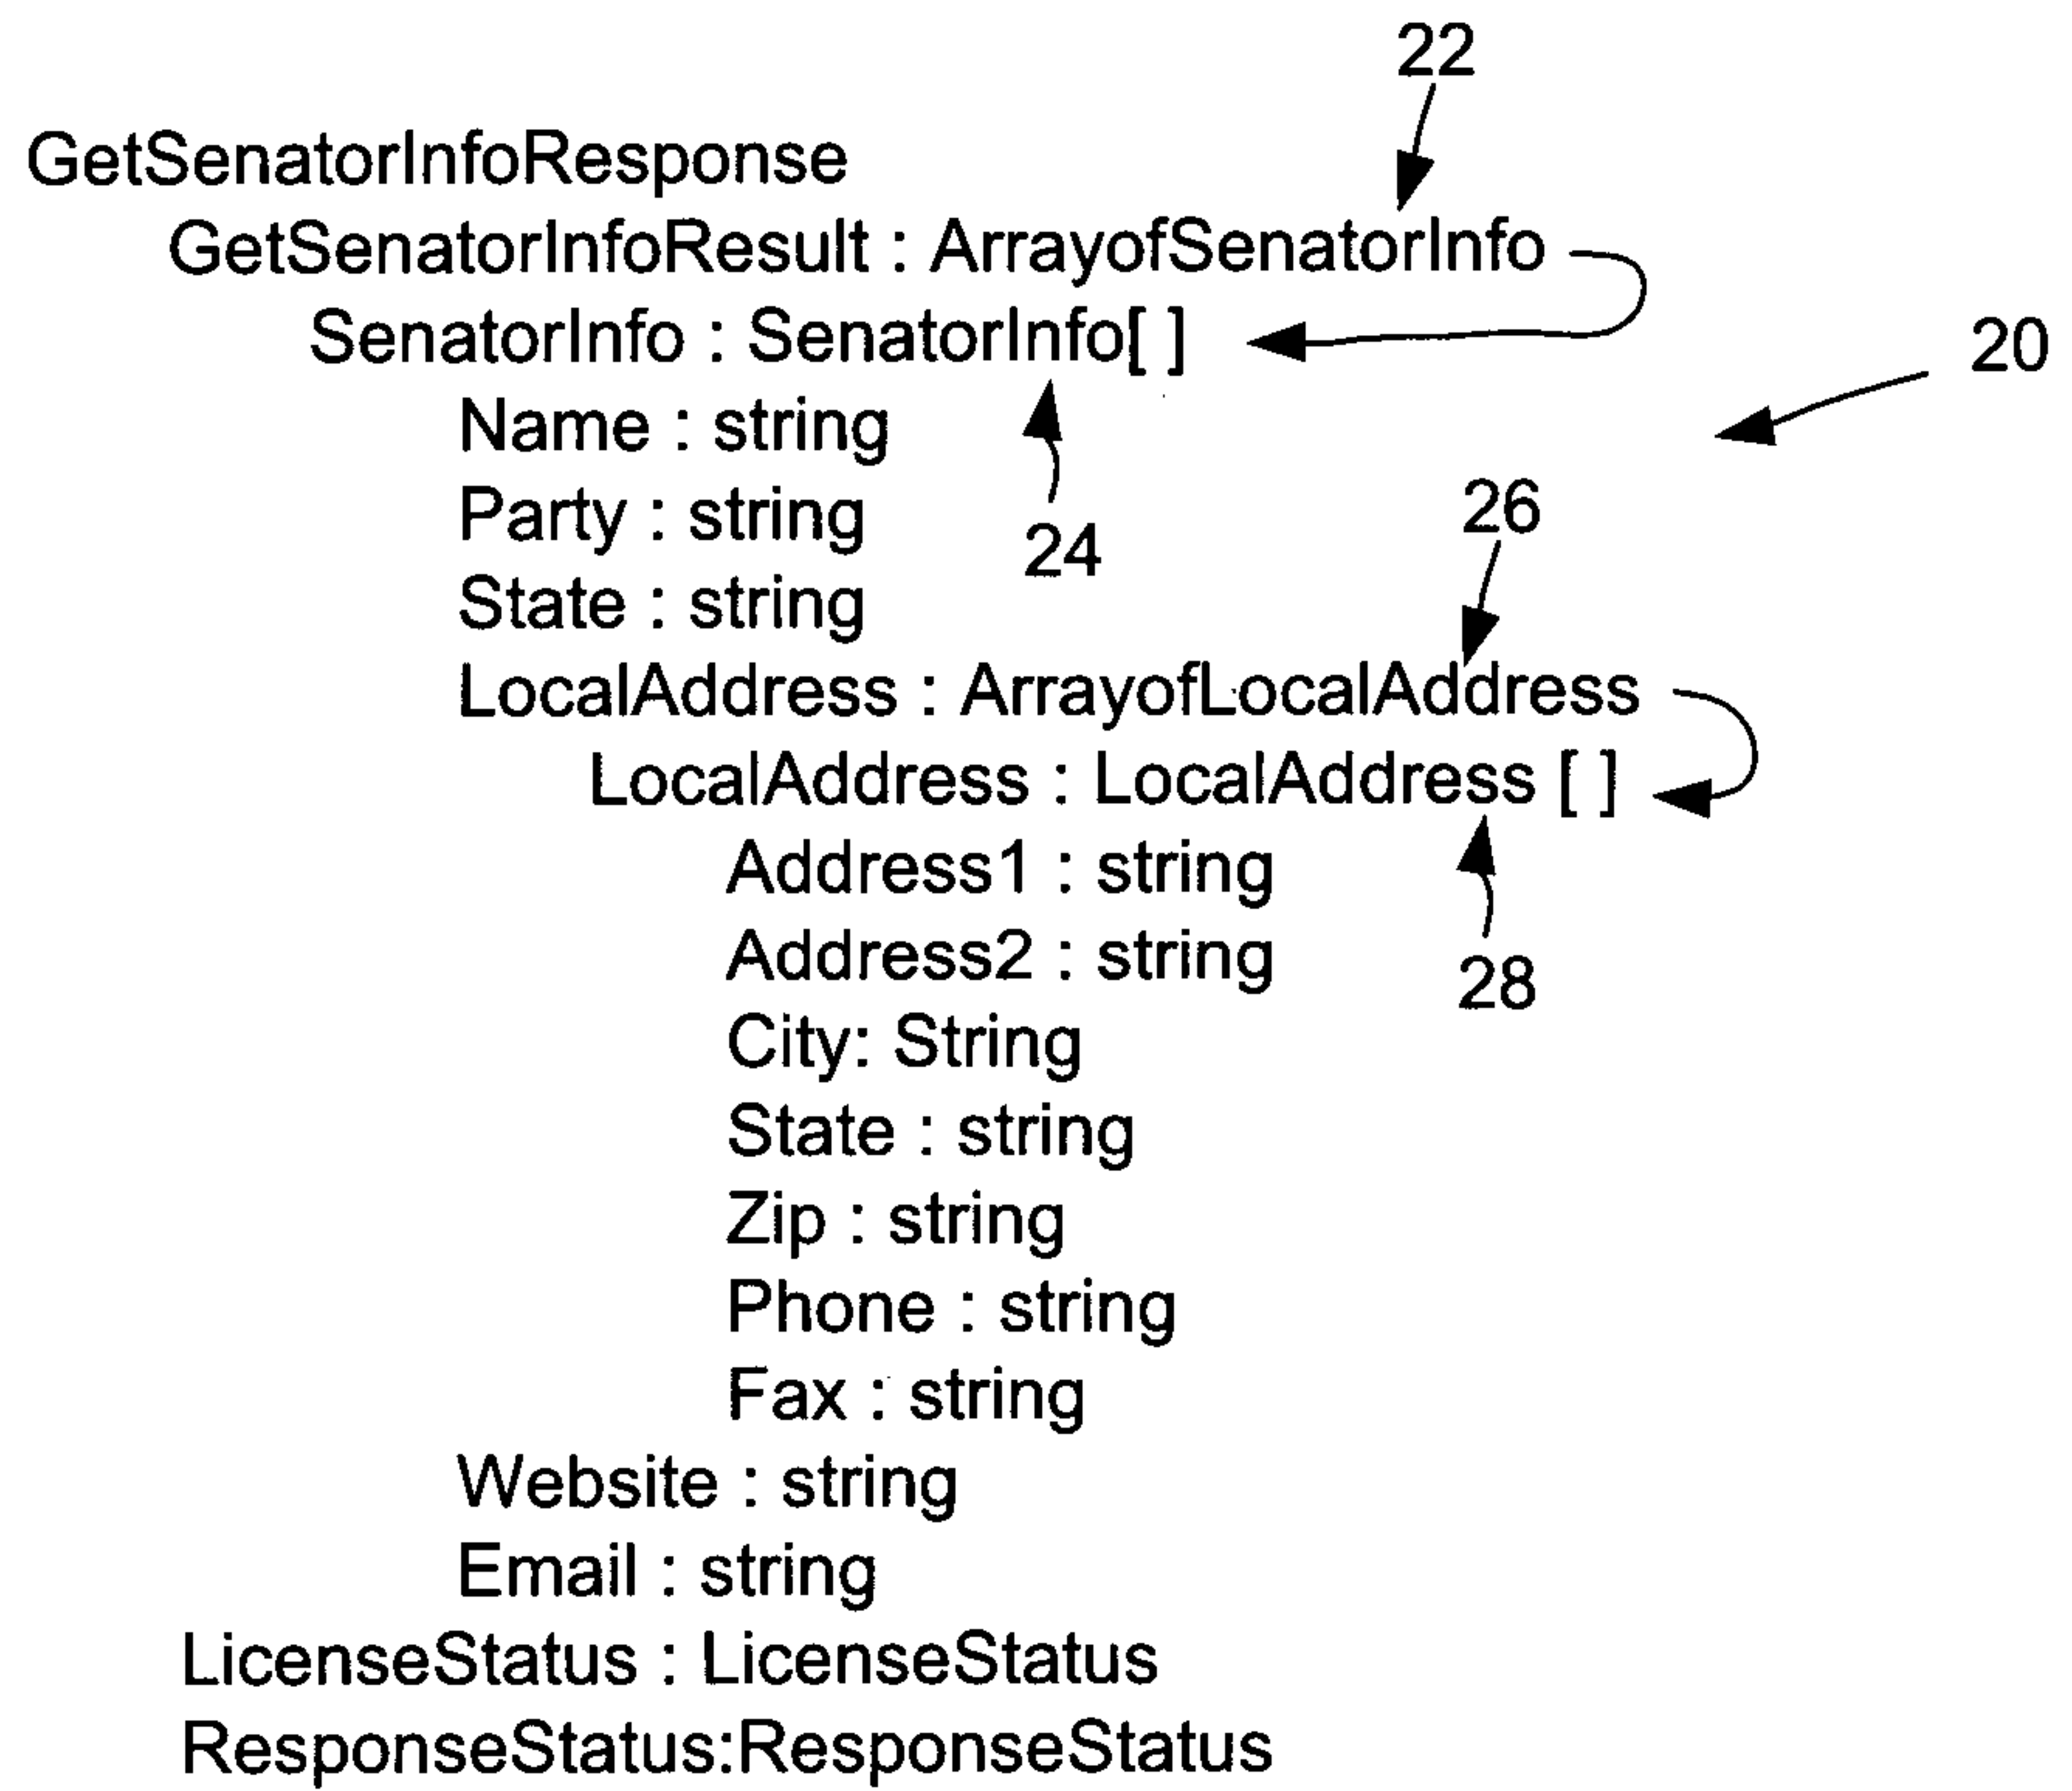 22
GetSenatorInfoResponse
GetSenatorInfoResult : ArrayofSenatorInfo
SenatorInfo : SenatorInfo[ ]
20
Name : string
Party : string
24
26
State : string
LocalAddress : ArrayofLocalAddress
LocalAddress : LocalAddress [ ]
Address1 : string
Address2 : string
28
City: String
State : string
Zip : string
Phone : string
Fax : string
Website : string
Email : string
LicenseStatus : LicenseStatus
ResponseStatus:ResponseStatus